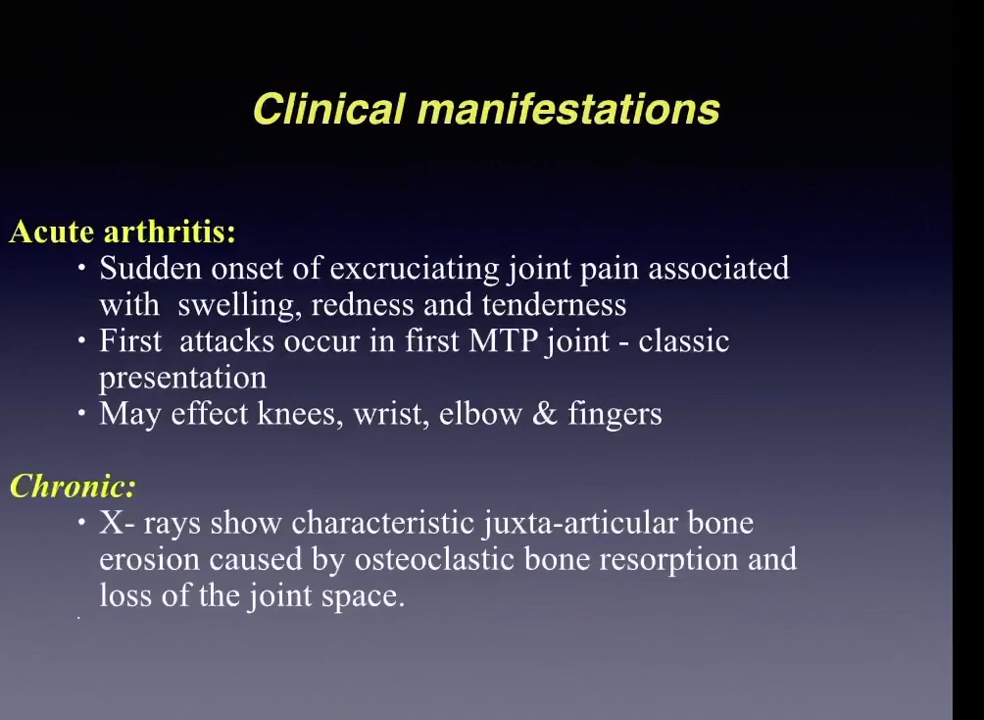 Clinical manifestations
Acute arthritis:
• Sudden onset of excruciating joint pain associated
with  swelling, redness and tenderness
• First  attacks occur in first MTP joint - classic
presentation
• May effect knees, wrist, elbow & fingers
Chronic:
• X- rays show characteristic juxta-articular bone
erosion caused by osteoclastic bone resorption and
loss of the joint space.